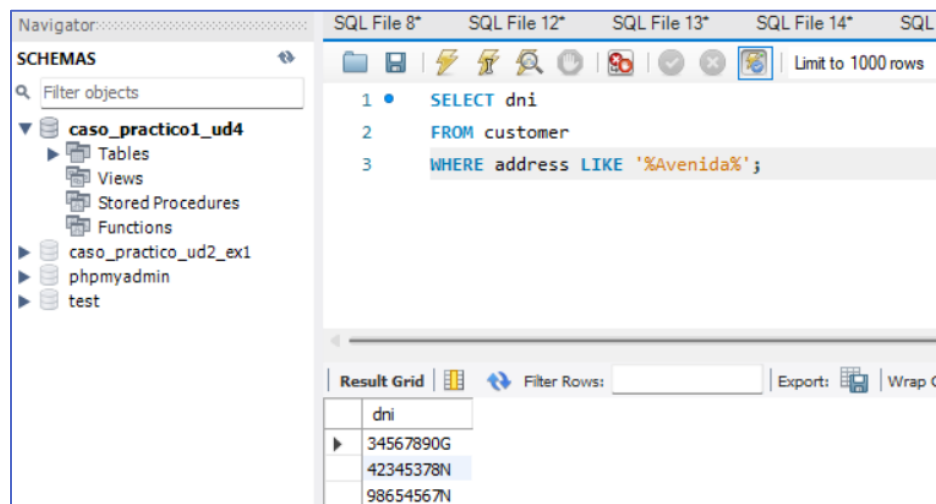 Navigator
SCHEMAS
Filter objects
caso_practico1_ud4
Tables
Views
Stored Procedures
Functions
caso_practico_ud2_ex1
phpmyadmin
test
SQL File 8* SQL File 12* SQL File 13* SQL File 14* SQL
Limit to 1000 rows
1 SELECT dni
2 FROM customer
3 WHERE address LIKE '%Avenida%';
Result Grid Filter Rows: Export: Wrap C
dni
34567890G
42345378N
98654567N